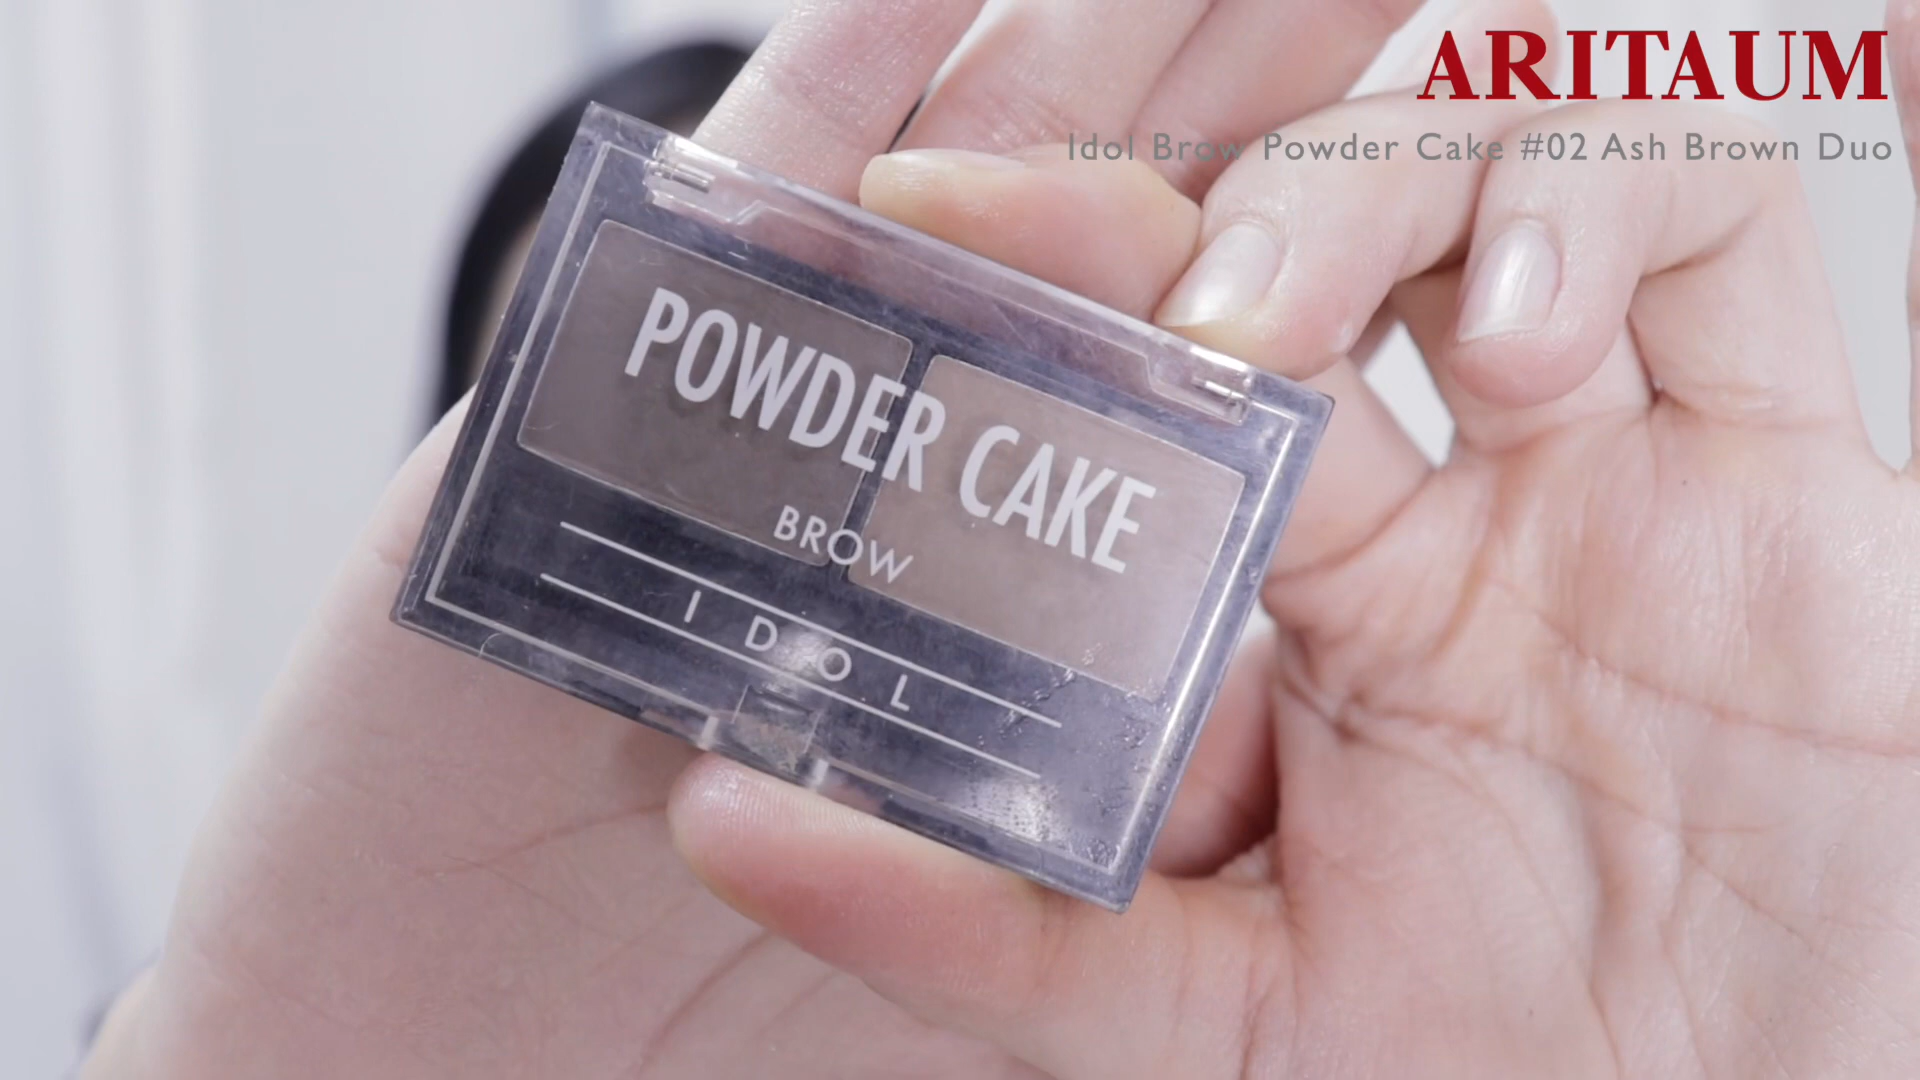 ARITAUM
Idol Brow Powder Cake #02 Ash Brown Duo
POWDER CAKE
BROW
IDOL